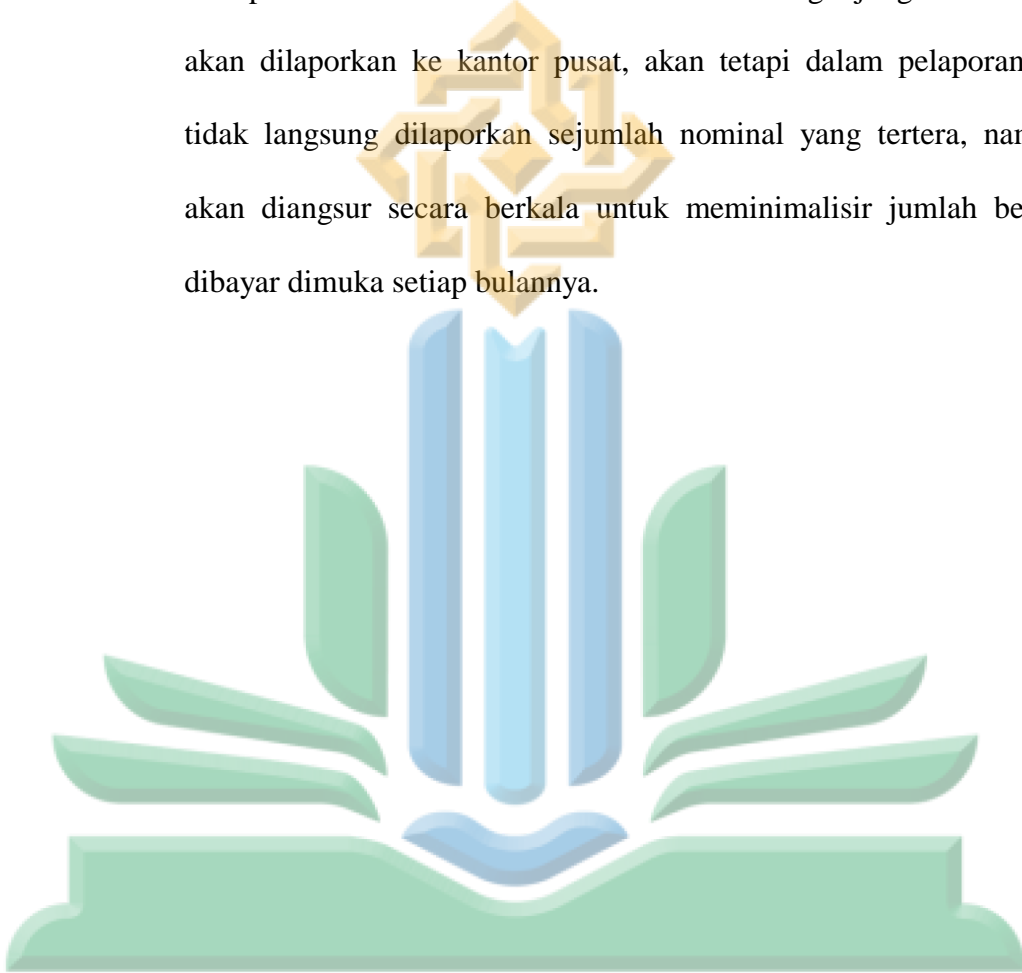 akan dilaporkan ke kantor pusat, akan tetapi dalam pelaporan
tidak langsung dilaporkan sejumlah nominal yang tertera,
akan diangsur secara berkala untuk meminimalisir jumlah
dibayar dimuka setiap bulannya.